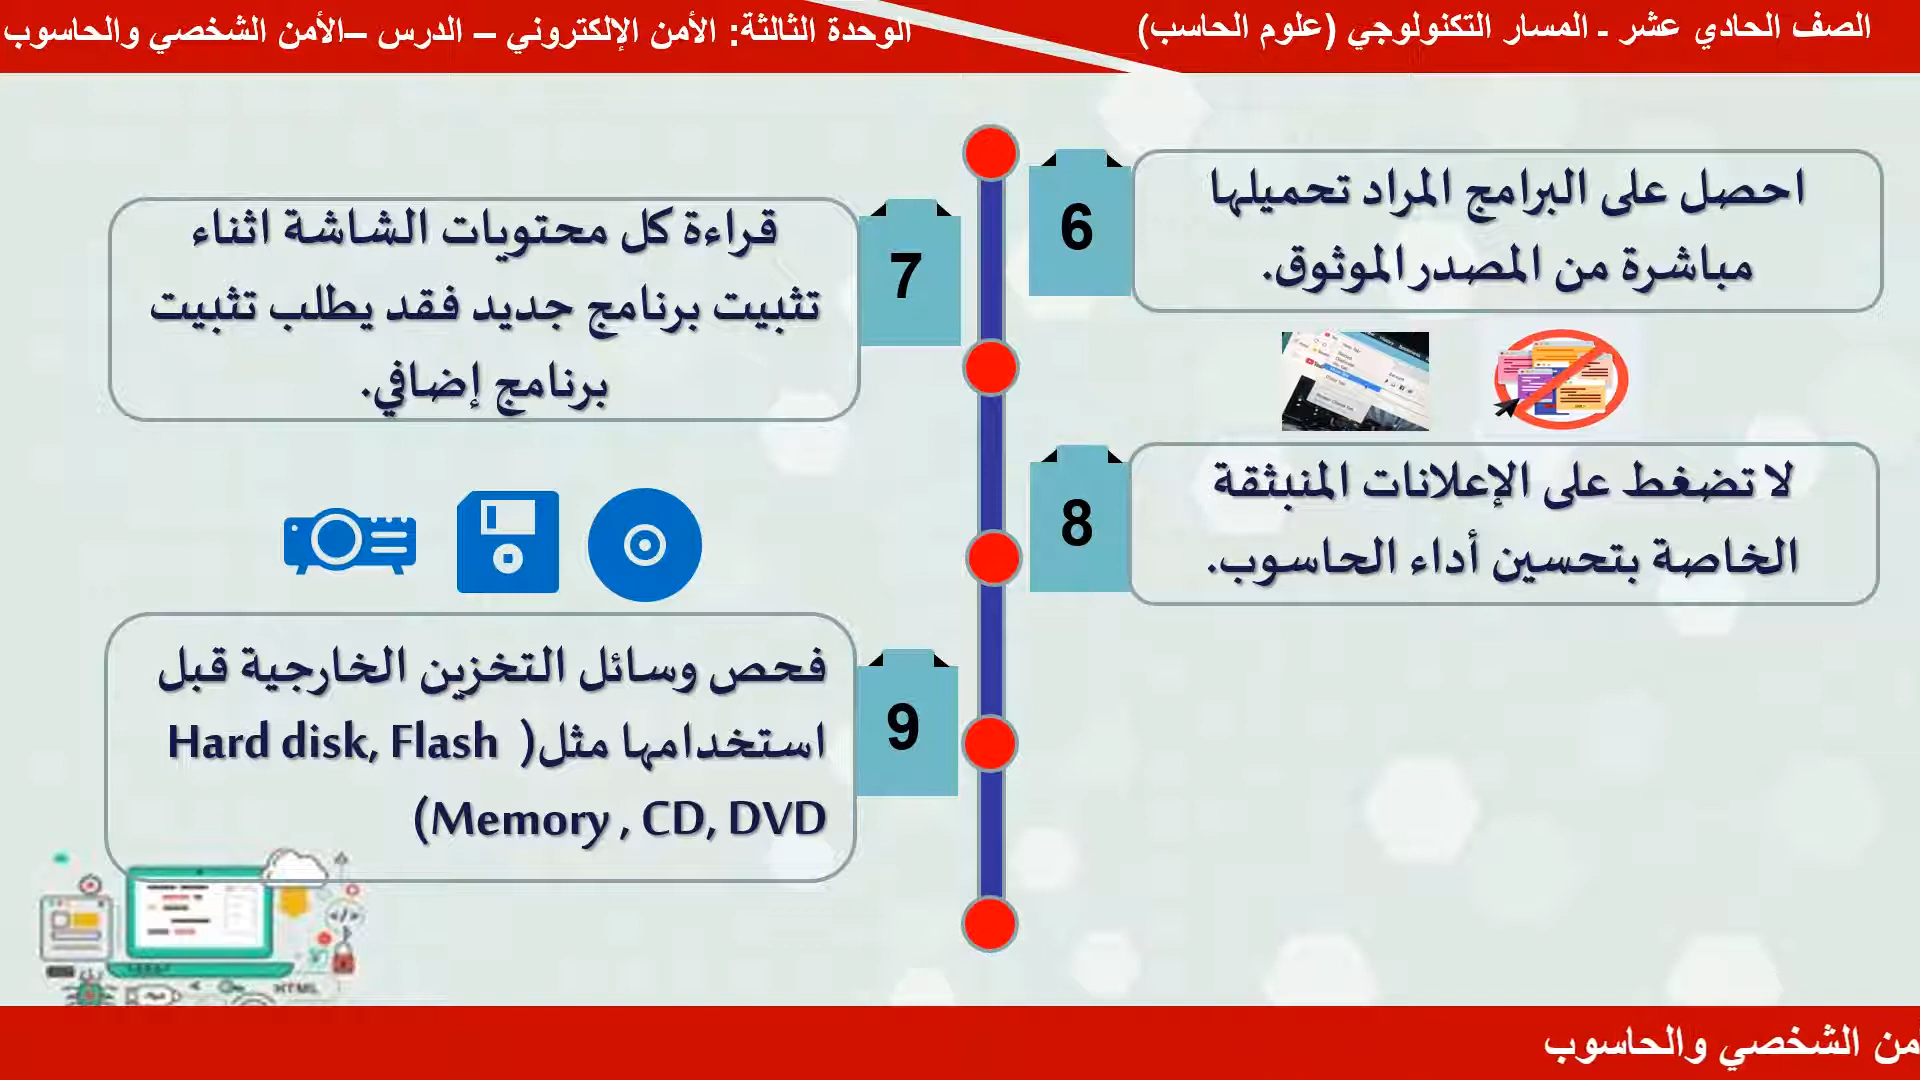 الصف الحادي عشر - المسار التكنولوجي (علوم الحاسب)
الوحدة الثالثة: الأمن الإلكتروني – الدرس –الأمن الشخصي والحاسوب
6
احصل على البرامج المراد تحميلها
مباشرة من المصدر الموثوق.
7
قراءة كل محتويات الشاشة اثناء
تثبيت برنامج جديد فقد يطلب تثبيت
برنامج إضافي.
8
لا تضغط على الإعلانات المنبثقة
الخاصة بتحسين أداء الحاسوب.
9
فحص وسائل التخزين الخارجية قبل
استخدامها مثل( Hard disk, Flash
Memory , CD, DVD)
HTML
من الشخصي والحاسوب